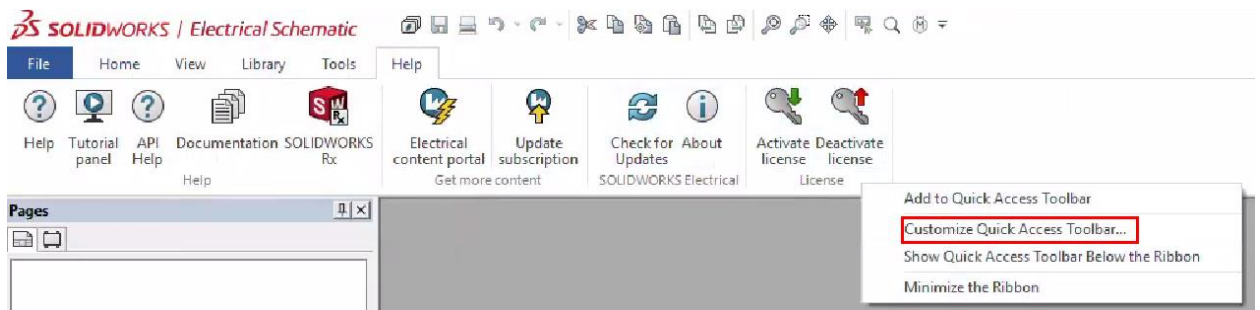 SOLIDWORKS | Electrical Schematic
File Home View Library Tools Help
Help Tutorial panel API Help Documentation SOLIDWORKS Rx Electrical content portal Update subscription Check for Updates About Activate license Deactivate license
Help Get more content SOLIDWORKS Electrical License
Add to Quick Access Toolbar
Pages
Customize Quick Access Toolbar...
Show Quick Access Toolbar Below the Ribbon
Minimize the Ribbon